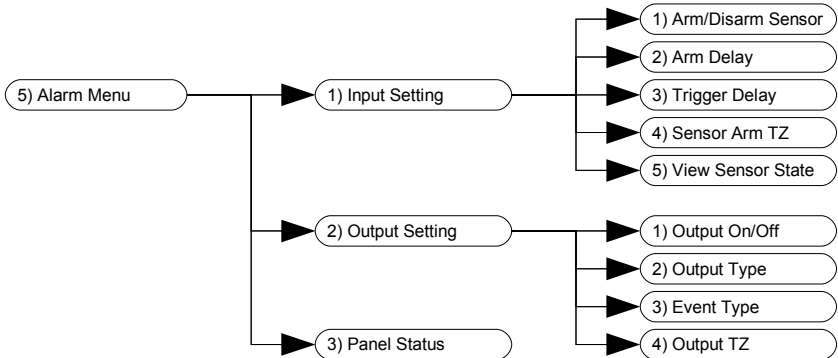 5) Alarm Menu
1) Input Setting
1) Arm/Disarm Sensor
2) Arm Delay
3) Trigger Delay
4) Sensor Arm TZ
5) View Sensor State
2) Output Setting
1) Output On/Off
2) Output Type
3) Event Type
4) Output TZ
3) Panel Status